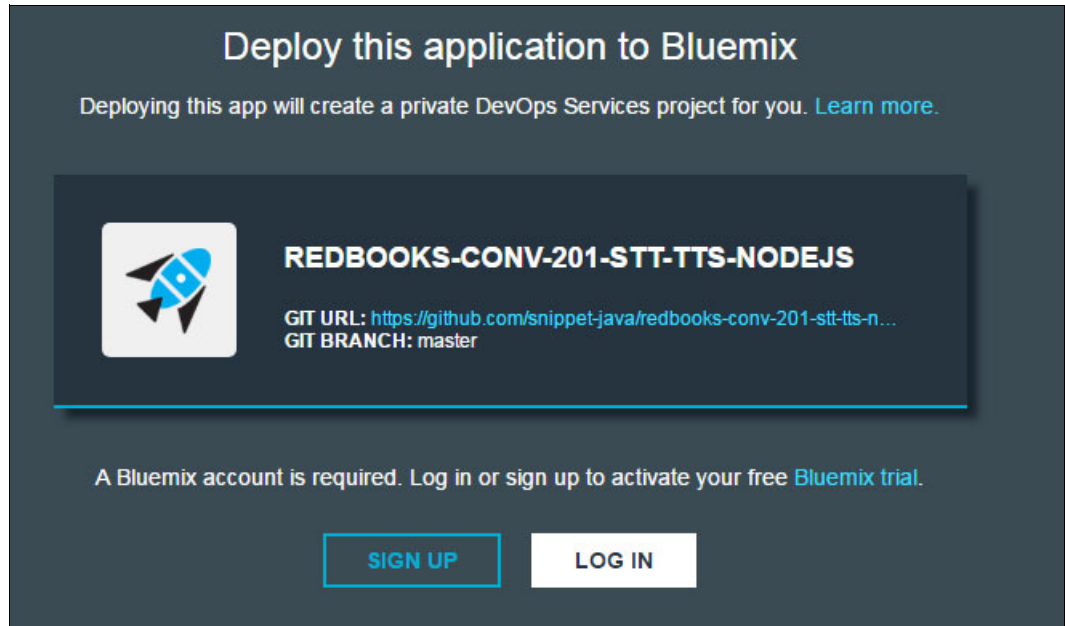 Deploy this application to Bluemix
Deploying this app will create a private DevOps Services project for you. Learn more.
REDBOOKS-CONV-201-STT-TTS-NODEJS
GIT URL: https://github.com/snippet-java/redbooks-conv-201-stt-tts-n...
GIT BRANCH: master
A Bluemix account is required. Log in or sign up to activate your free Bluemix trial.
SIGN UP
LOG IN